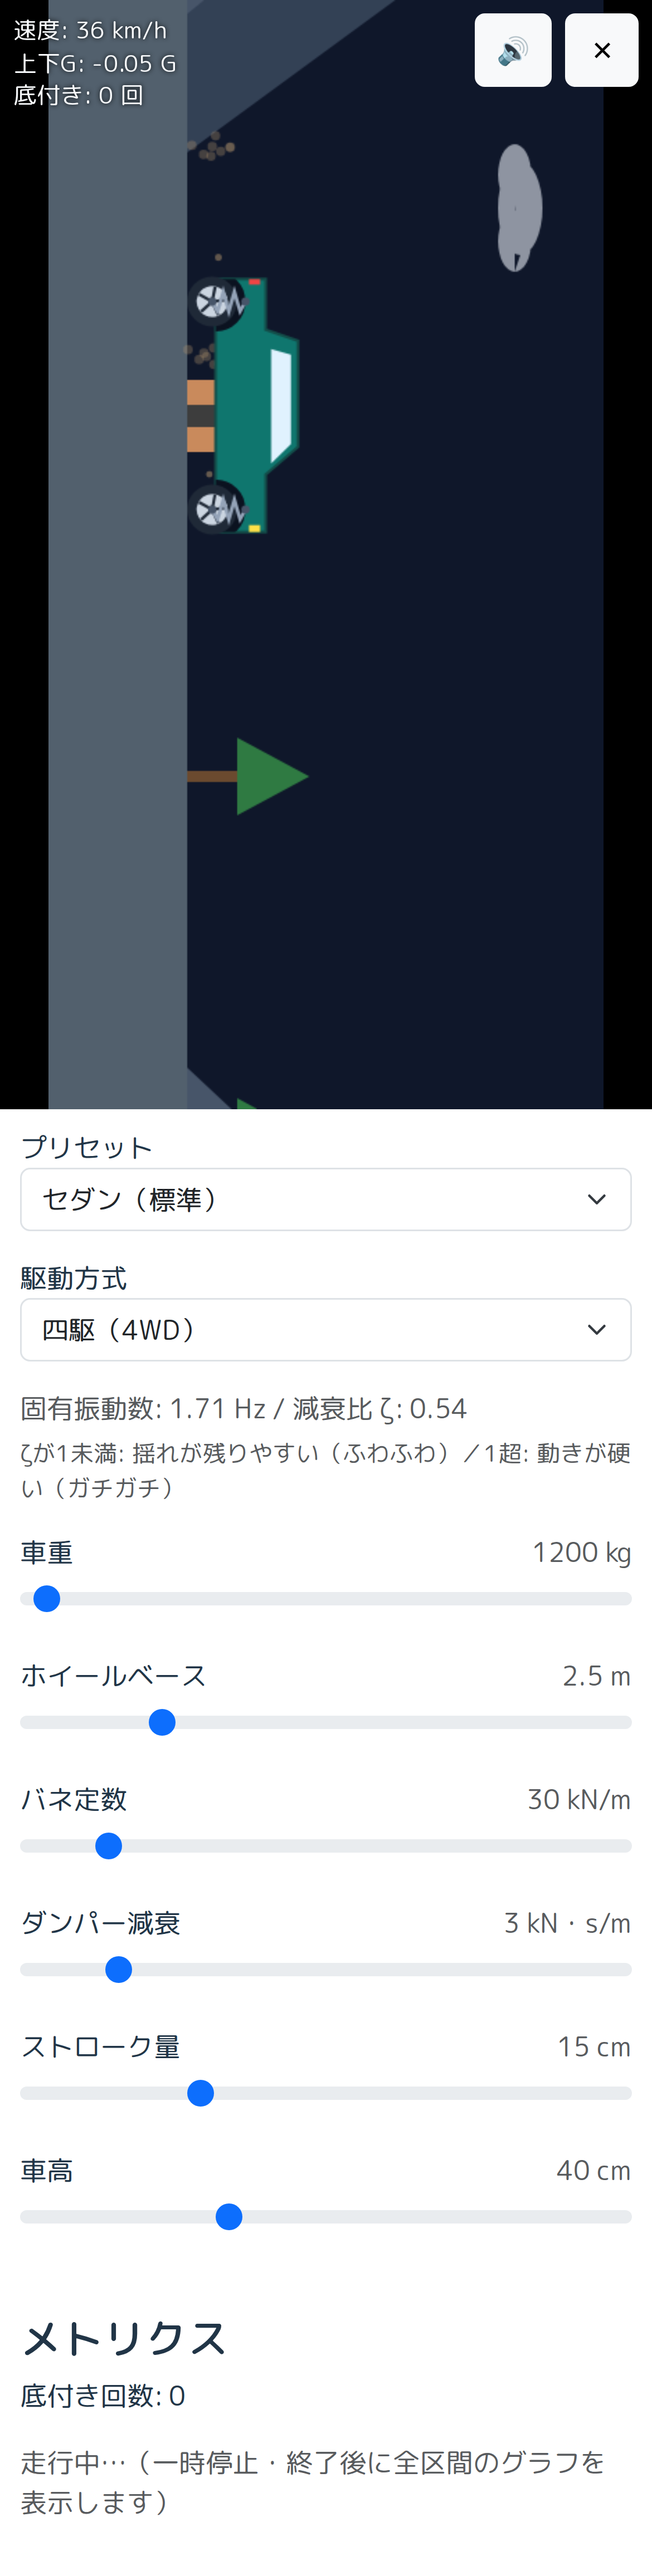 速度: 36 km/h
上下G: -0.05 G
底付き: 0 回
プリセット
セダン（標準）
駆動方式
四駆（4WD）
固有振動数: 1.71 Hz / 減衰比 ζ: 0.54
ζが1未満: 揺れが残りやすい（ふわふわ）／1超: 動きが硬
い（ガチガチ）
車重 1200 kg
ホイールベース 2.5 m
バネ定数 30 kN/m
ダンパー減衰 3 kN・s/m
ストローク量 15 cm
車高 40 cm
メトリクス
底付き回数: 0
走行中…（一時停止・終了後に全区間のグラフを
表示します）